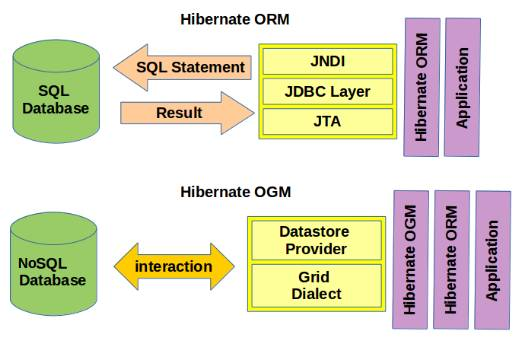 Hibernate ORM
SQL
Database
SQL Statement
Result
JNDI
JDBC Layer
JTA
Hibernate ORM
Application
Hibernate OGM
NoSQL
Database
interaction
Datastore
Provider
Grid
Dialect
Hibernate OGM
Hibernate ORM
Application